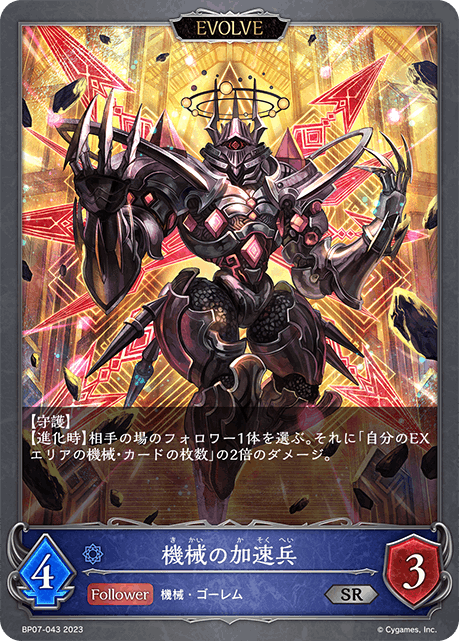 EVOLVE
【守護】
【進化時】相手の場のフォロワー1体を選ぶ。それに「自分のEX
エリアの機械・カードの枚数」の2倍のダメージ。
き かい か そく へい
機械の加速兵
4
3
Follower 機械・ゴーレム SR
BP07-043 2023 © Cygames, Inc.